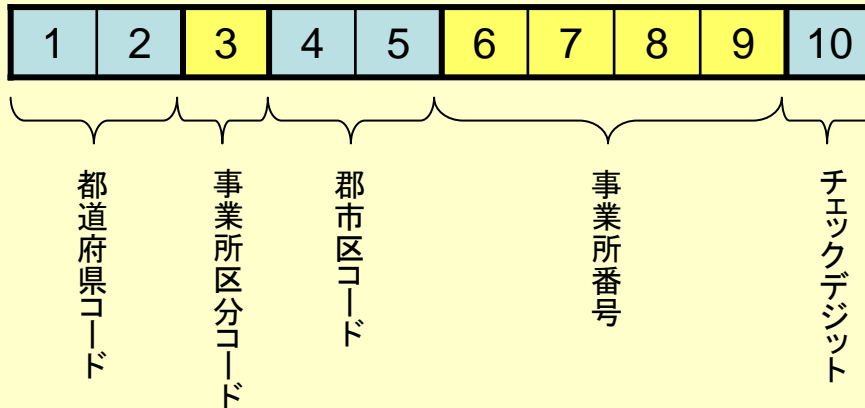 1 2 3 4 5 6 7 8 9 10
都道府県コード
事業所区分コード
郡市区コード
事業所番号
チェックデジット